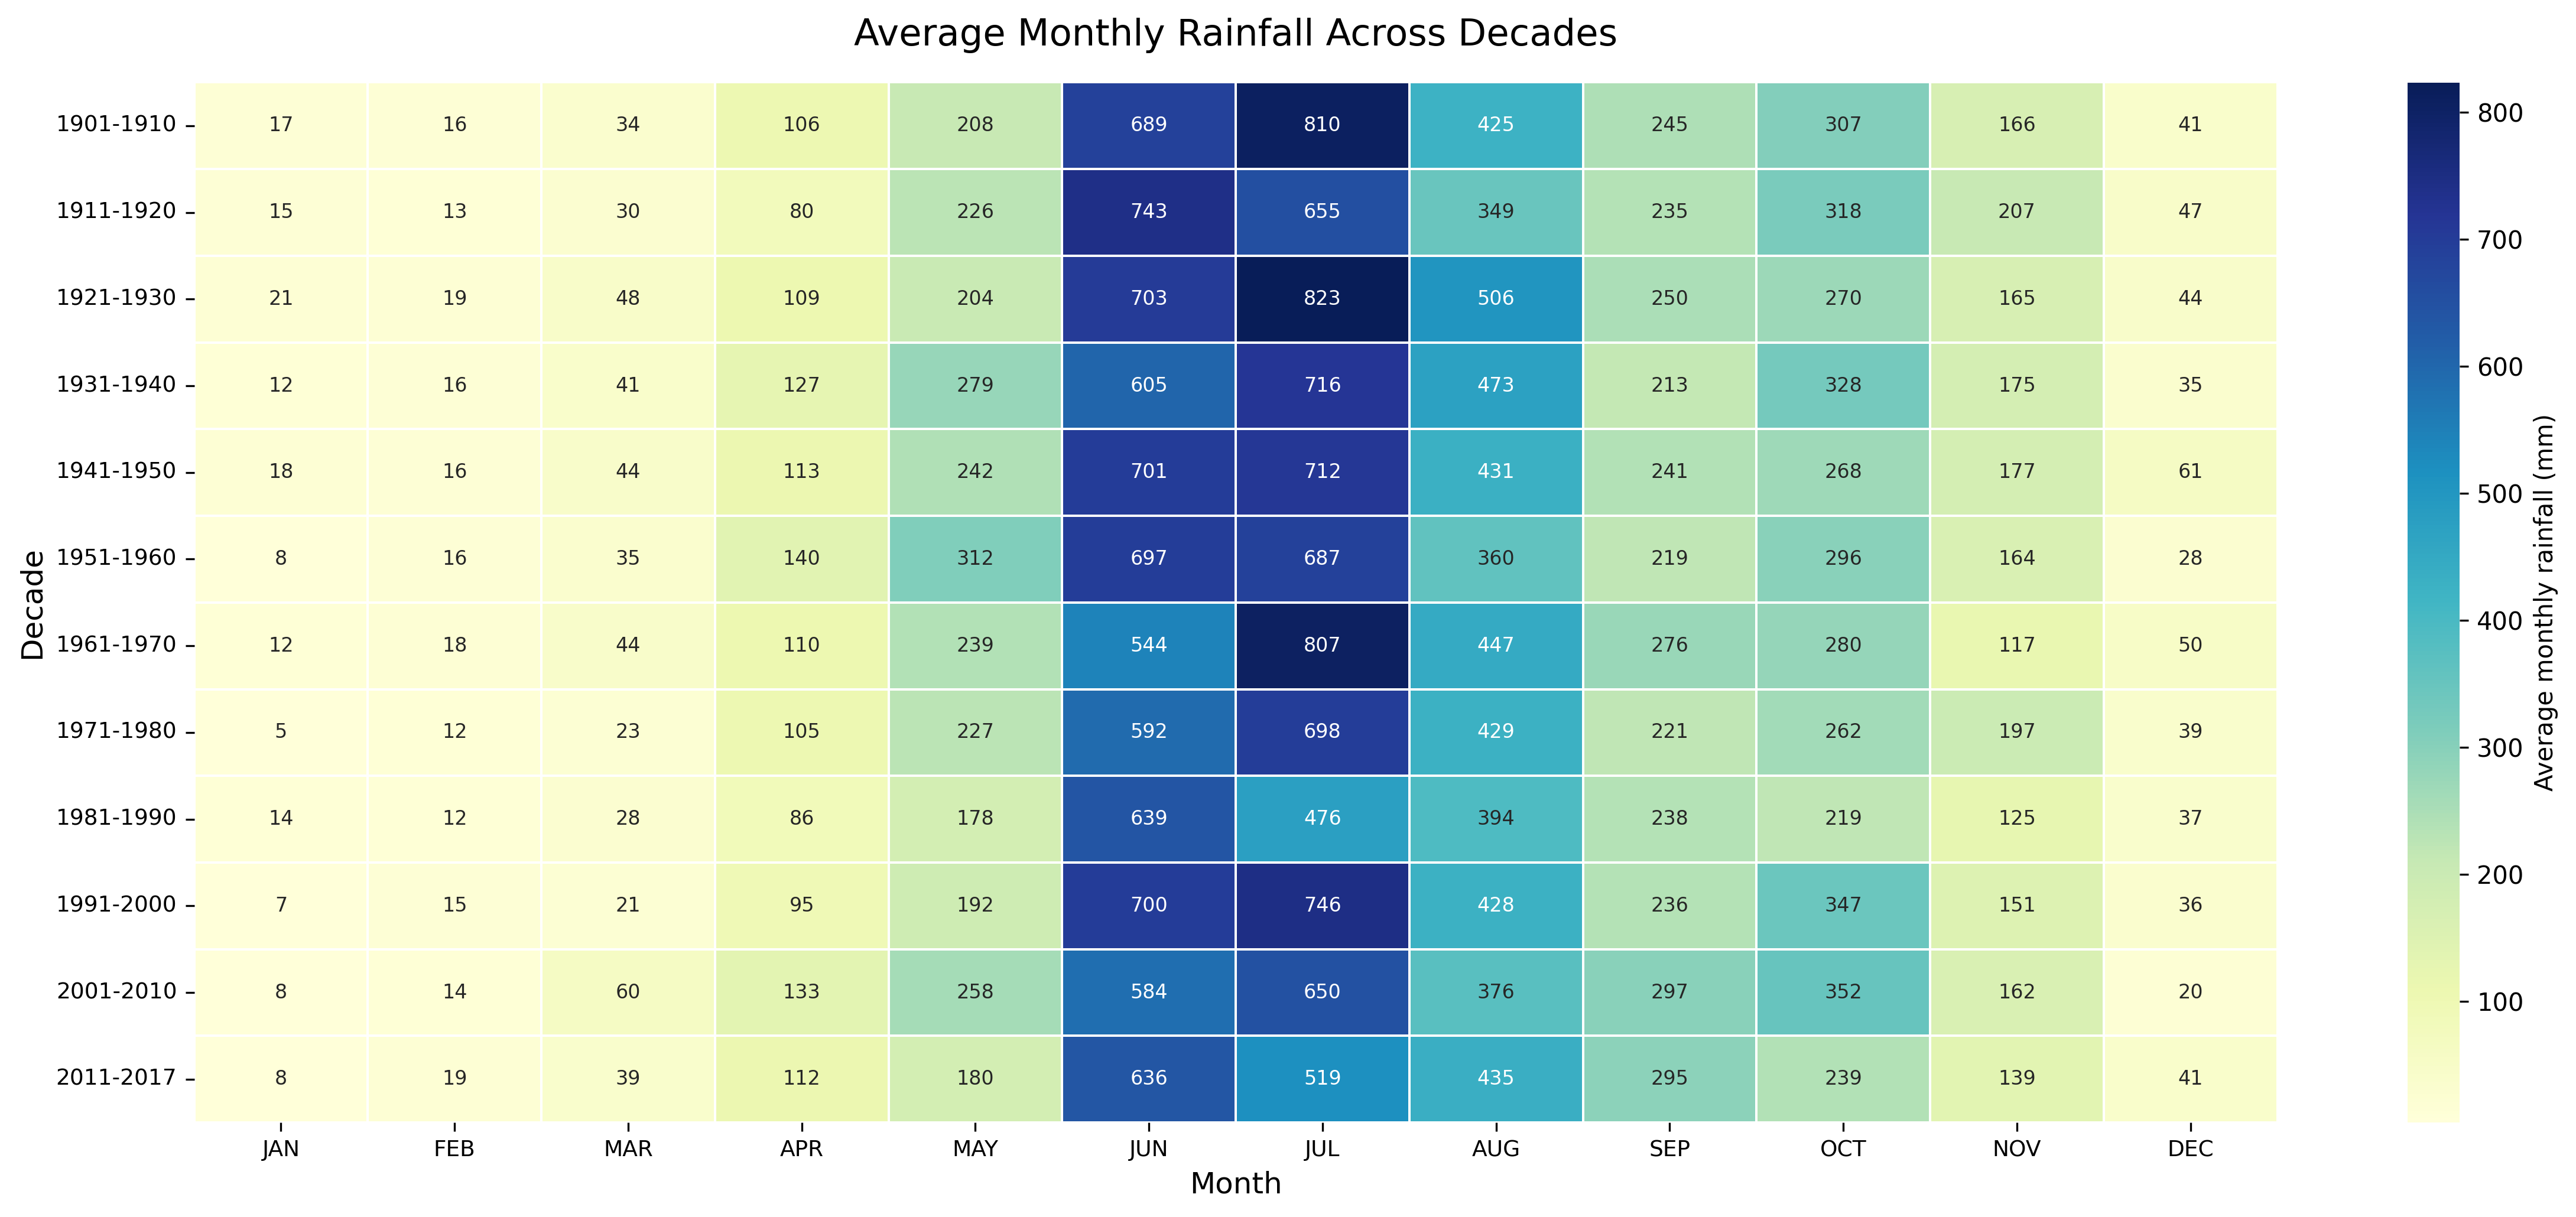 Average Monthly Rainfall Across Decades
1901-1910 17 16 34 106 208 689 810 425 245 307 166 41
1911-1920 15 13 30 80 226 743 655 349 235 318 207 47
1921-1930 21 19 48 109 204 703 823 506 250 270 165 44
1931-1940 12 16 41 127 279 605 716 473 213 328 175 35
1941-1950 18 16 44 113 242 701 712 431 241 268 177 61
1951-1960 8 16 35 140 312 697 687 360 219 296 164 28
1961-1970 12 18 44 110 239 544 807 447 276 280 117 50
1971-1980 5 12 23 105 227 592 698 429 221 262 197 39
1981-1990 14 12 28 86 178 639 476 394 238 219 125 37
1991-2000 7 15 21 95 192 700 746 428 236 347 151 36
2001-2010 8 14 60 133 258 584 650 376 297 352 162 20
2011-2017 8 19 39 112 180 636 519 435 295 239 139 41
JAN FEB MAR APR MAY JUN JUL AUG SEP OCT NOV DEC
Month
Decade
800
700
600
500
400
300
200
100
Average monthly rainfall (mm)